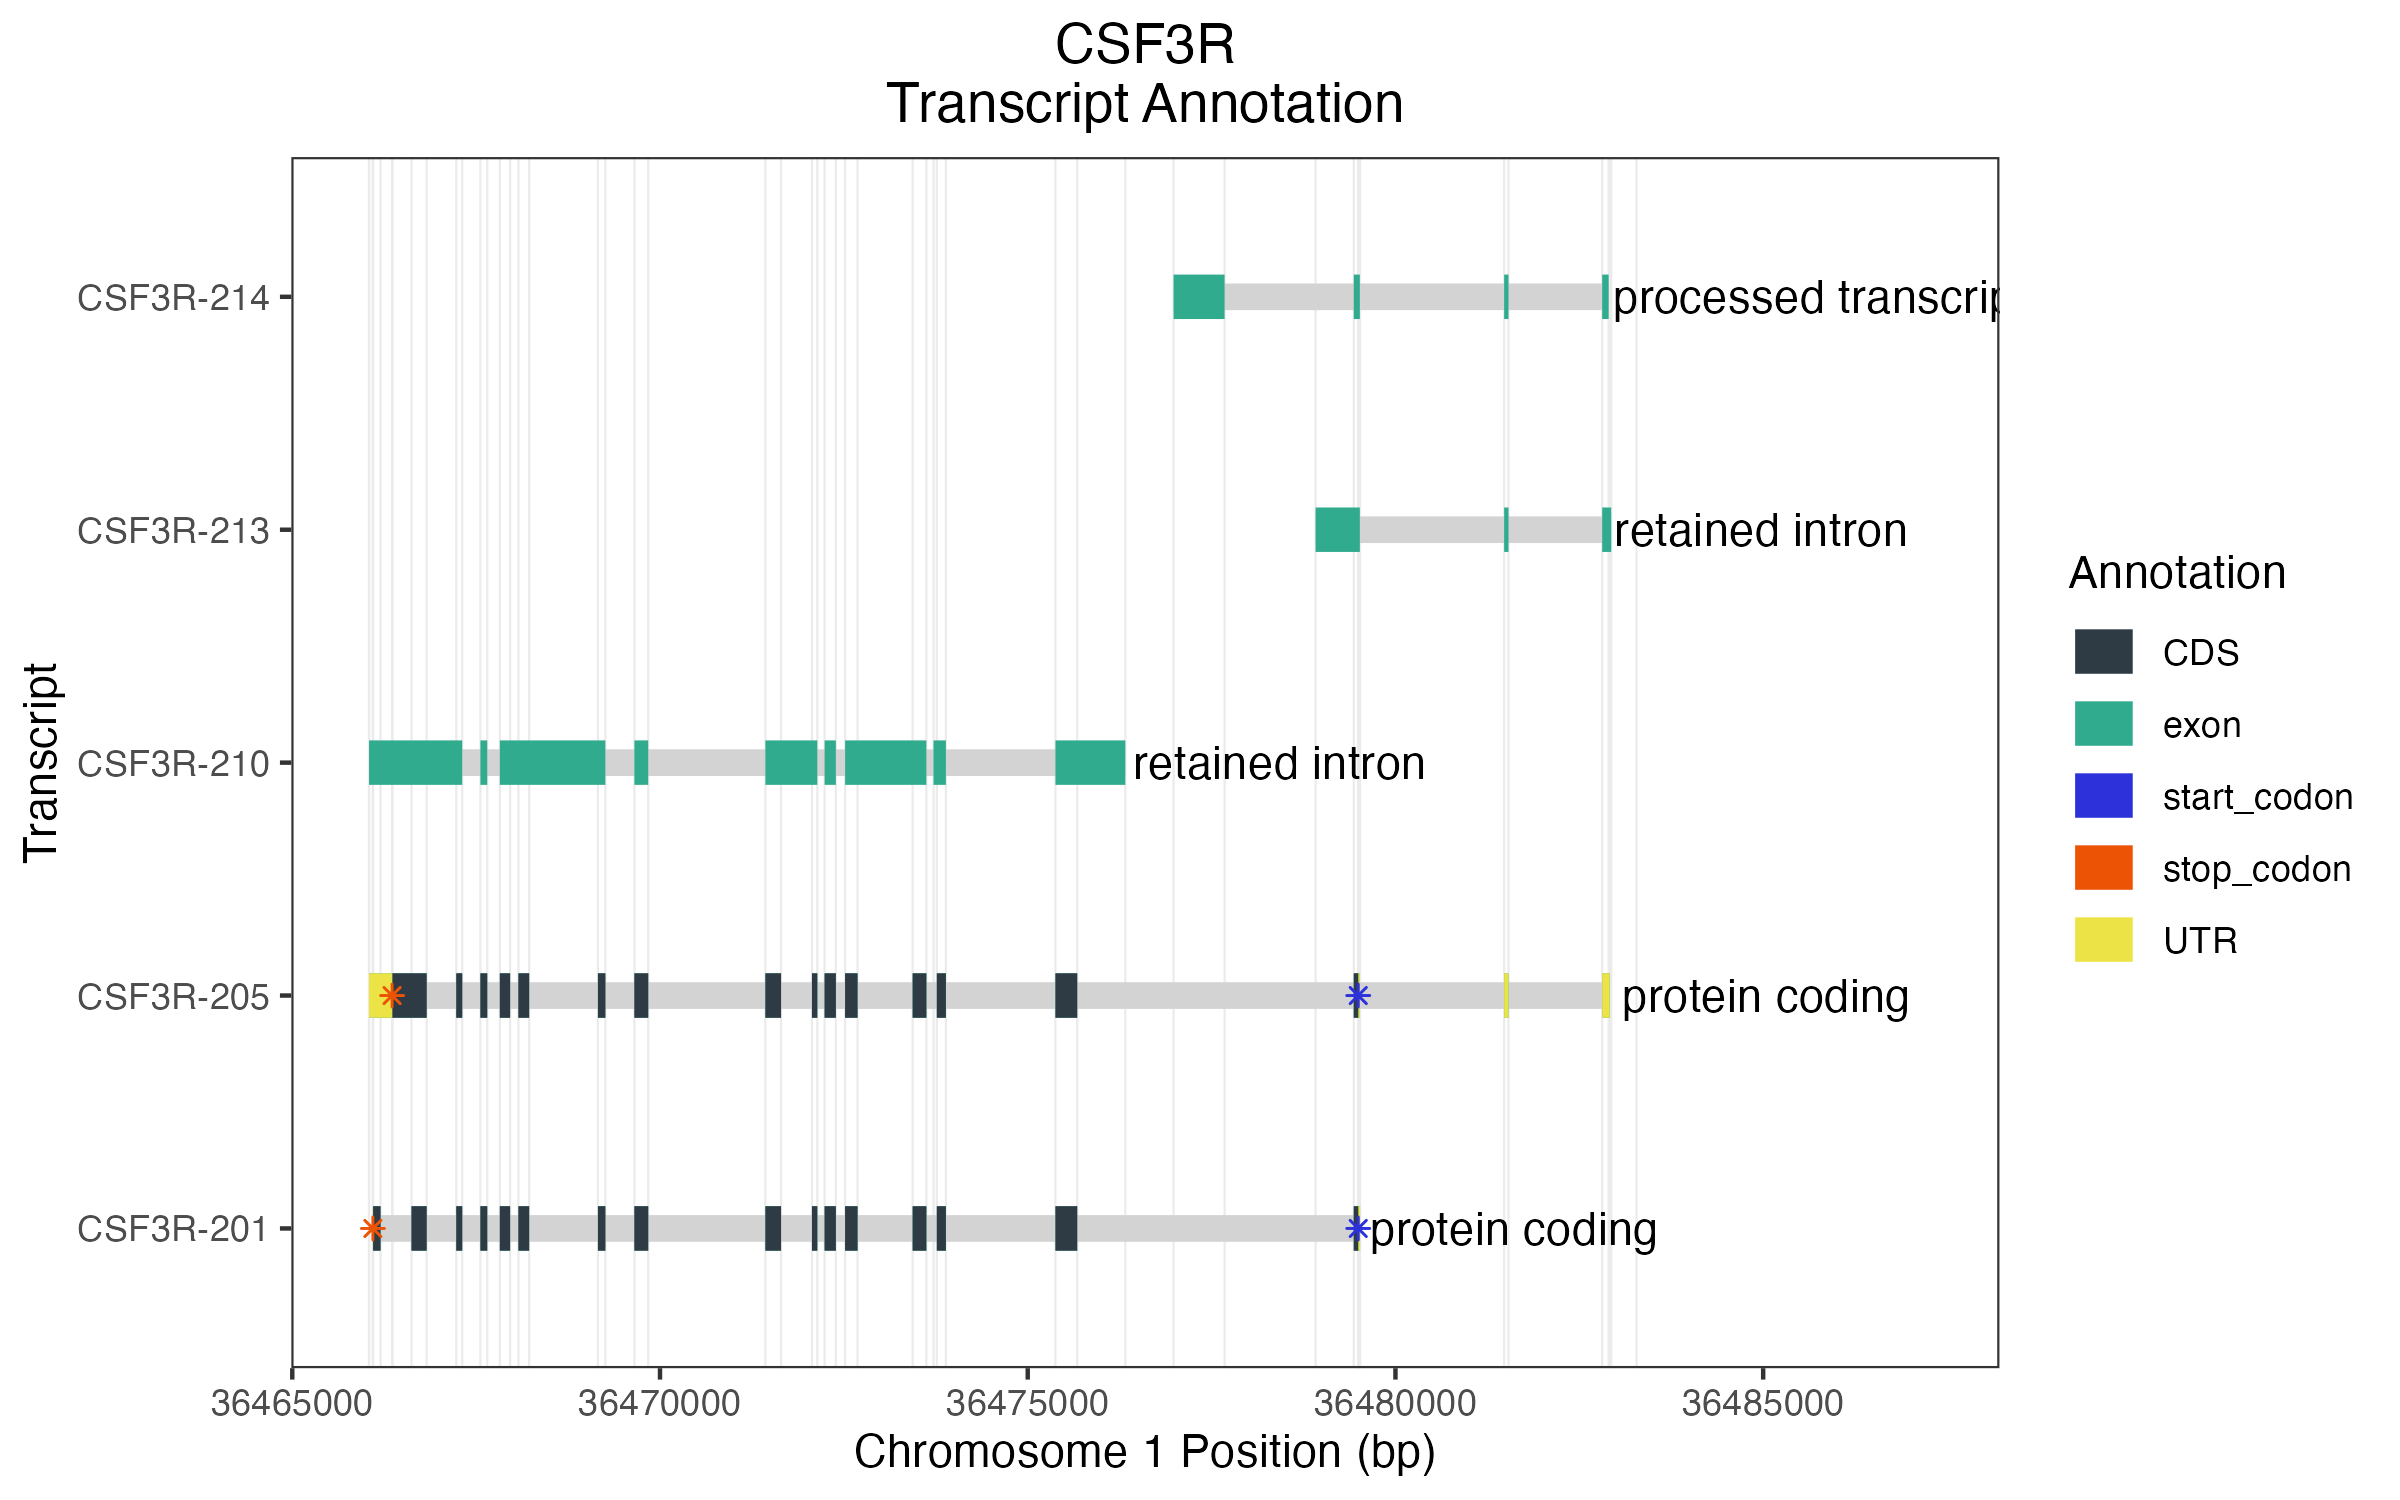 CSF3R
Transcript Annotation
Transcript
CSF3R-214
processed transcrip
CSF3R-213
retained intron
CSF3R-210
retained intron
CSF3R-205
protein coding
CSF3R-201
protein coding
36465000
36470000
36475000
36480000
36485000
Chromosome 1 Position (bp)
Annotation
CDS
exon
start_codon
stop_codon
UTR